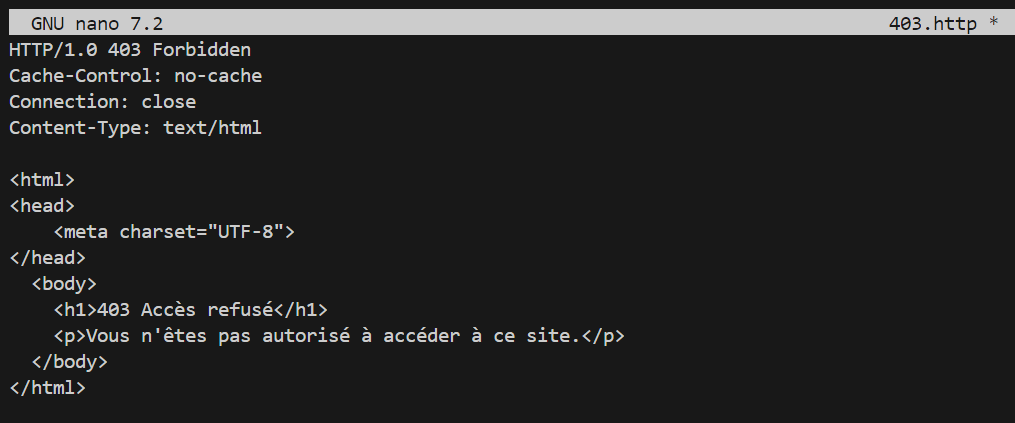 GNU nano 7.2 403.http *
HTTP/1.0 403 Forbidden
Cache-Control: no-cache
Connection: close
Content-Type: text/html

<html>
<head>
    <meta charset="UTF-8">
</head>
  <body>
    <h1>403 Accès refusé</h1>
    <p>Vous n'êtes pas autorisé à accéder à ce site.</p>
  </body>
</html>